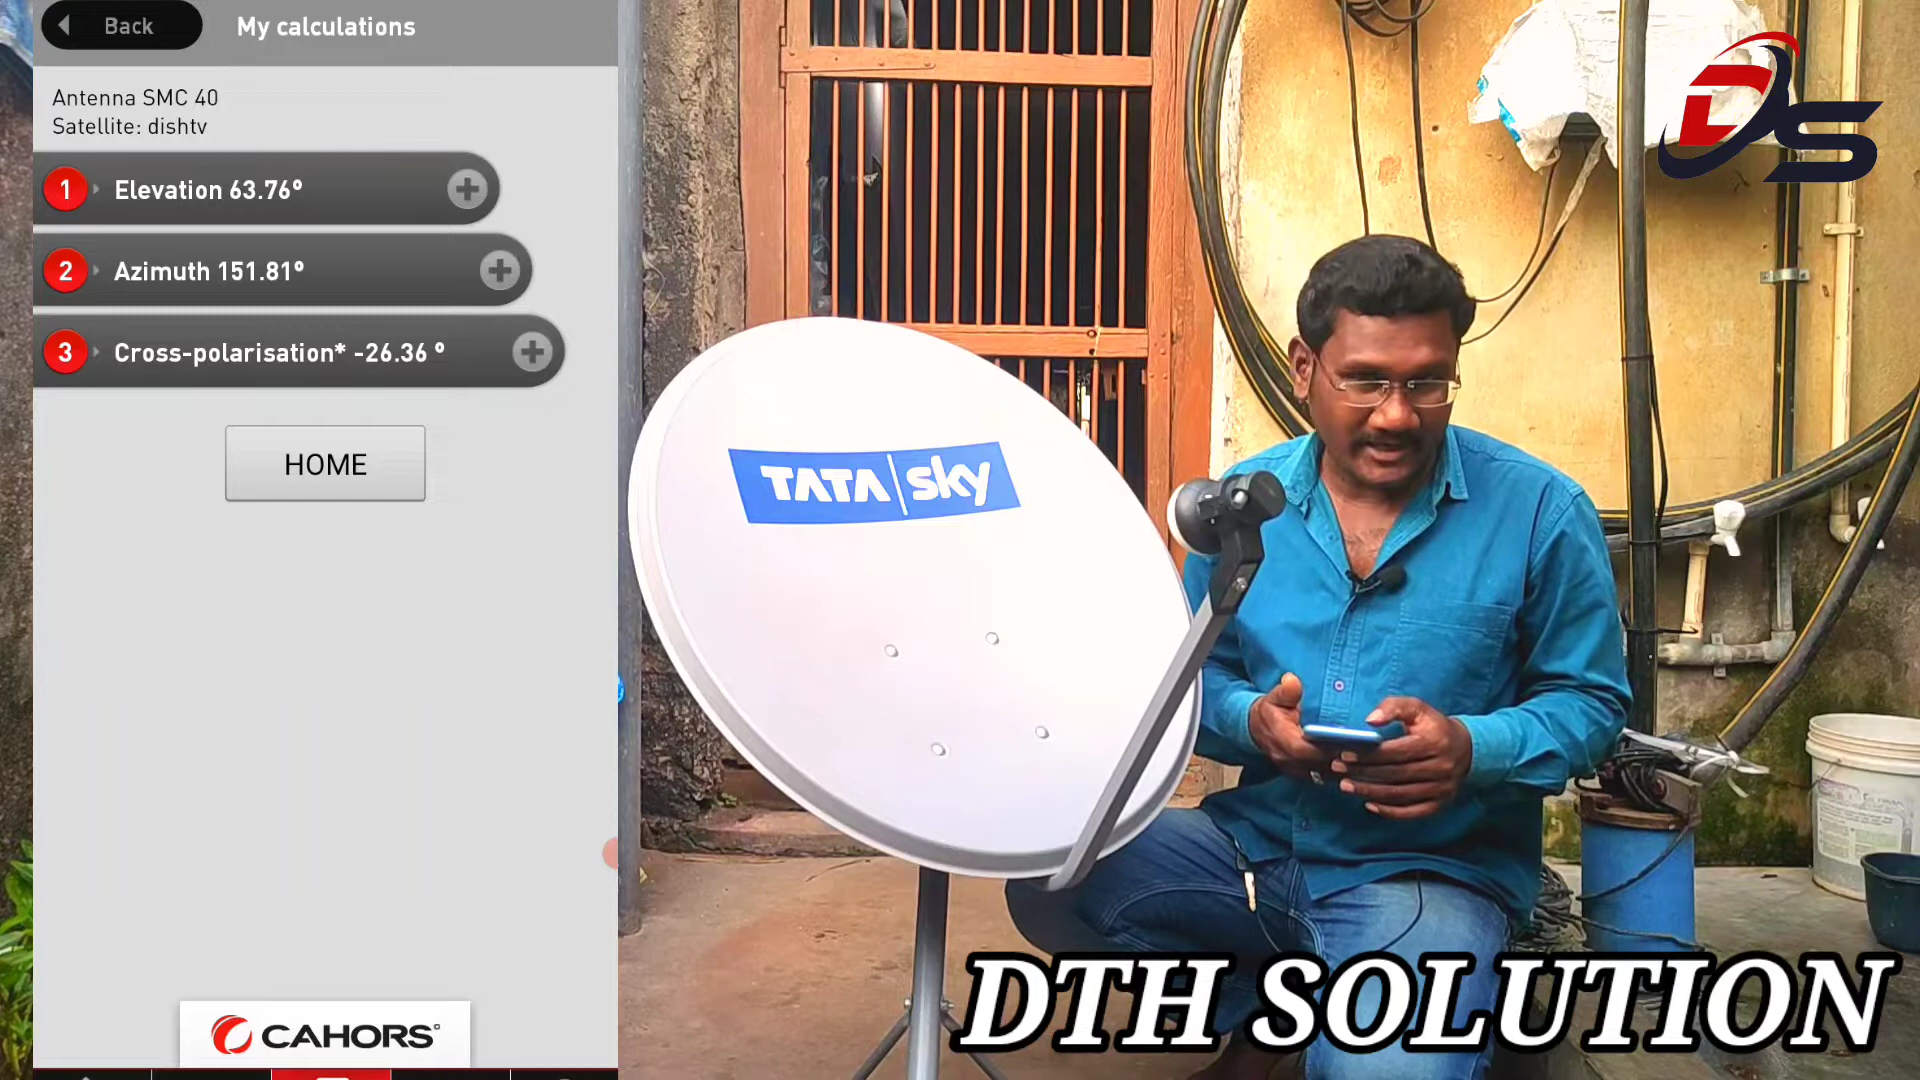 Back
My calculations
Antenna SMC 40
Satellite: dishtv
1 Elevation 63.76°
2 Azimuth 151.81°
3 Cross-polarisation* -26.36 °
HOME
CAHORS
TATA sky
DS
DTH SOLUTION